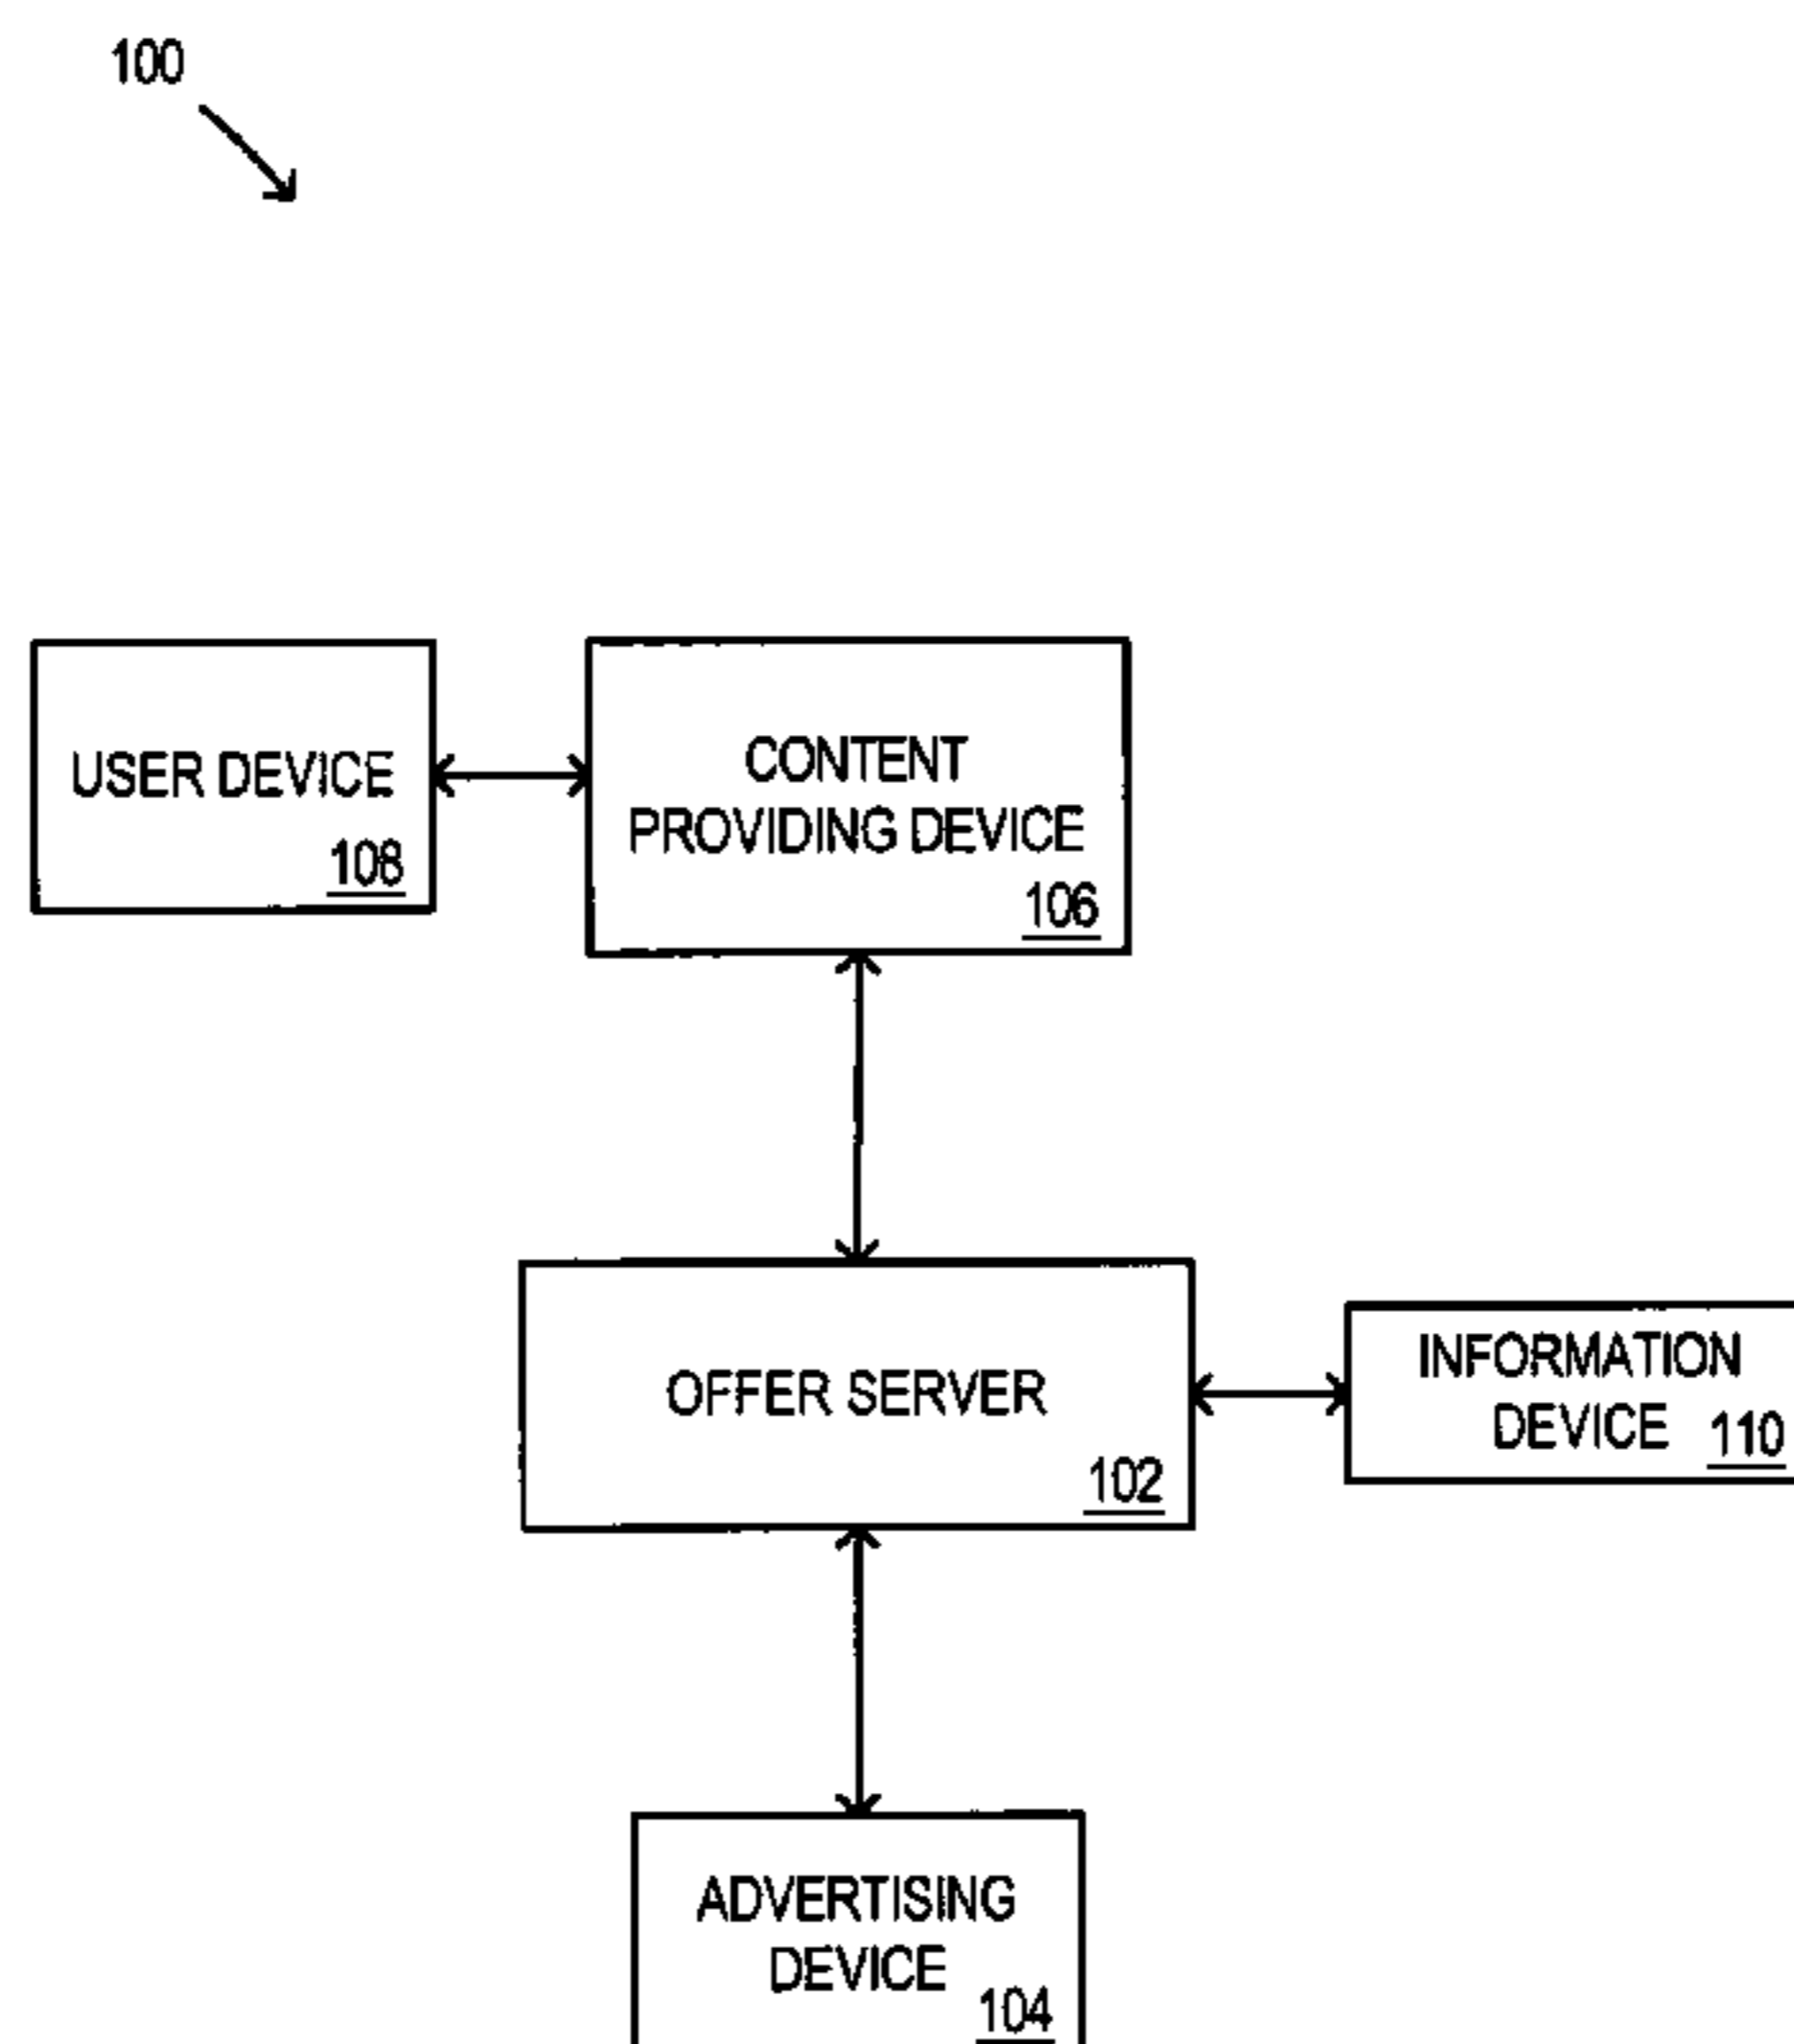 100
USER DEVICE
108
CONTENT
PROVIDING DEVICE
106
OFFER SERVER
102
INFORMATION
DEVICE 110
ADVERTISING
DEVICE
104